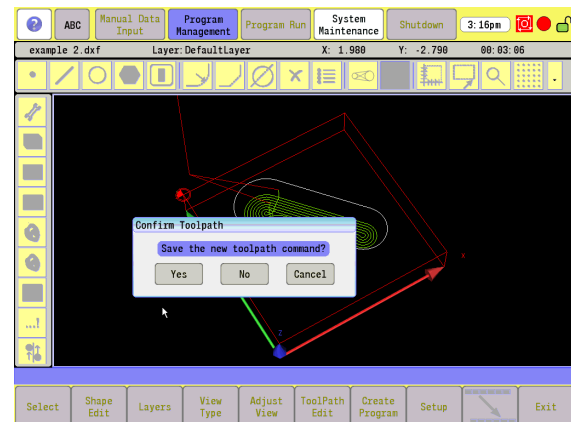 ?
ABC
Manual Data
Input
Program
Management
Program Run
System
Maintenance
Shutdown
3:16pm
example 2.dxf
Layer:DefaultLayer
X: 1.980
Y: -2.790
00:03:06
Confirm Toolpath
Save the new toolpath command?
Yes
No
Cancel
x
Z
...!
Select
Shape
Edit
Layers
View
Type
Adjust
View
ToolPath
Edit
Create
Program
Setup
Exit